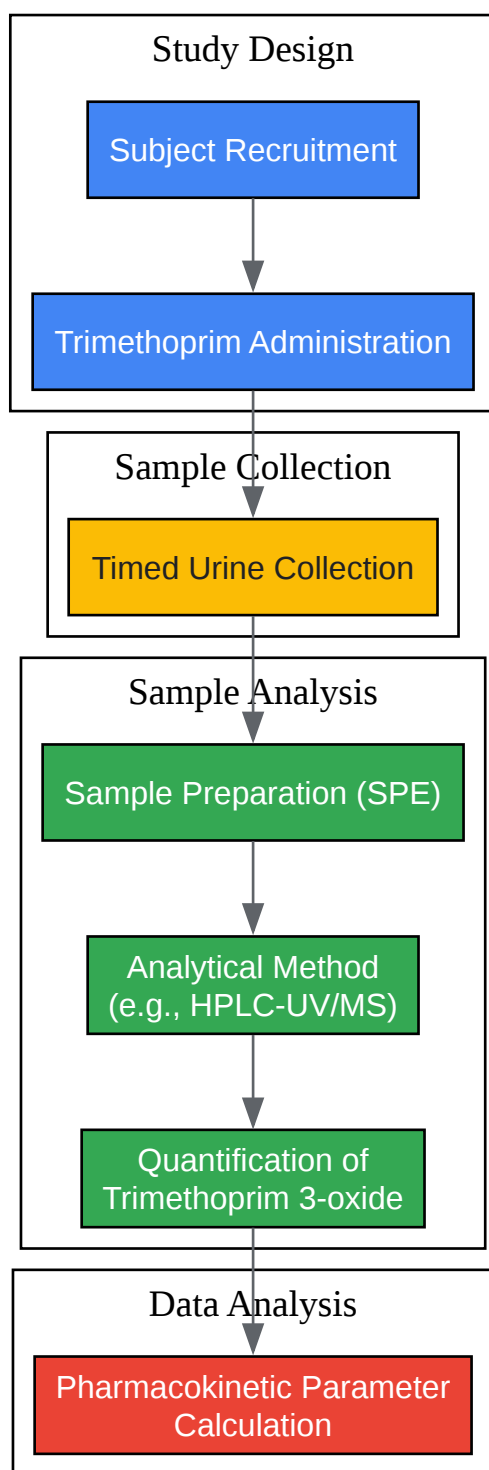 Study Design
Subject Recruitment
Trimethoprim Administration
Sample Collection
Timed Urine Collection
Sample Analysis
Sample Preparation (SPE)
Analytical Method
(e.g., HPLC-UV/MS)
Quantification of
Trimethoprim 3-oxide
Data Analysis
Pharmacokinetic Parameter
Calculation